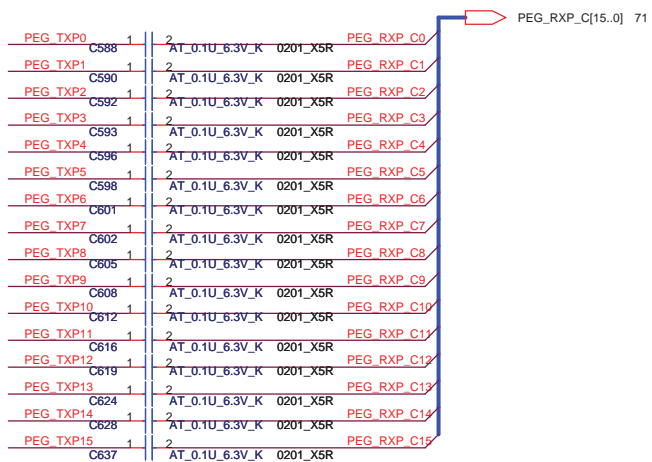 PEG_RXP_C[15..0] 71
PEG_TXP0 1 2 PEG_RXP_C0
C588 AT_0.1U_6.3V_K 0201_X5R
PEG_TXP1 1 2 PEG_RXP_C1
C590 AT_0.1U_6.3V_K 0201_X5R
PEG_TXP2 1 2 PEG_RXP_C2
C592 AT_0.1U_6.3V_K 0201_X5R
PEG_TXP3 1 2 PEG_RXP_C3
C593 AT_0.1U_6.3V_K 0201_X5R
PEG_TXP4 1 2 PEG_RXP_C4
C596 AT_0.1U_6.3V_K 0201_X5R
PEG_TXP5 1 2 PEG_RXP_C5
C598 AT_0.1U_6.3V_K 0201_X5R
PEG_TXP6 1 2 PEG_RXP_C6
C601 AT_0.1U_6.3V_K 0201_X5R
PEG_TXP7 1 2 PEG_RXP_C7
C602 AT_0.1U_6.3V_K 0201_X5R
PEG_TXP8 1 2 PEG_RXP_C8
C605 AT_0.1U_6.3V_K 0201_X5R
PEG_TXP9 1 2 PEG_RXP_C9
C608 AT_0.1U_6.3V_K 0201_X5R
PEG_TXP10 1 2 PEG_RXP_C10
C612 AT_0.1U_6.3V_K 0201_X5R
PEG_TXP11 1 2 PEG_RXP_C11
C616 AT_0.1U_6.3V_K 0201_X5R
PEG_TXP12 1 2 PEG_RXP_C12
C619 AT_0.1U_6.3V_K 0201_X5R
PEG_TXP13 1 2 PEG_RXP_C13
C624 AT_0.1U_6.3V_K 0201_X5R
PEG_TXP14 1 2 PEG_RXP_C14
C628 AT_0.1U_6.3V_K 0201_X5R
PEG_TXP15 1 2 PEG_RXP_C15
C637 AT_0.1U_6.3V_K 0201_X5R